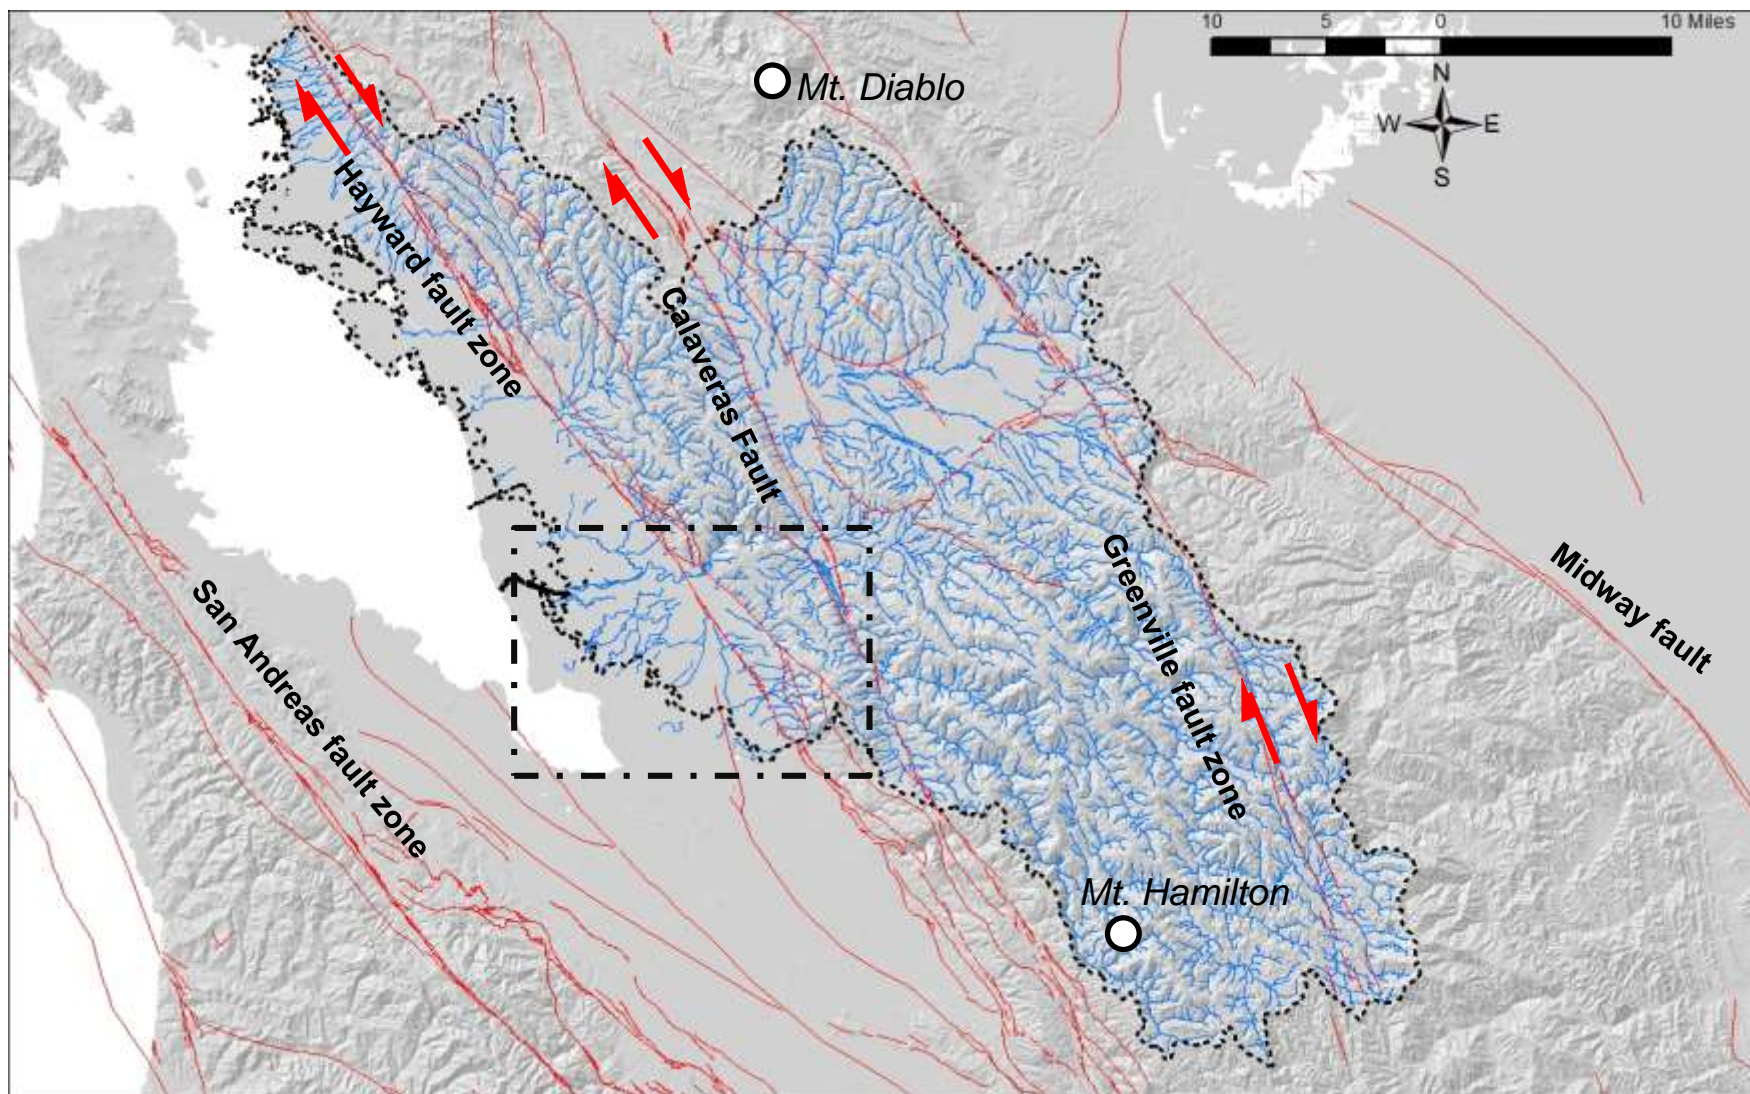 10 5 0 10 Miles
N
W E
S
Mt. Diablo
Hayward fault zone
Calaveras Fault
San Andreas fault zone
Greenville fault zone
Midway fault
Mt. Hamilton